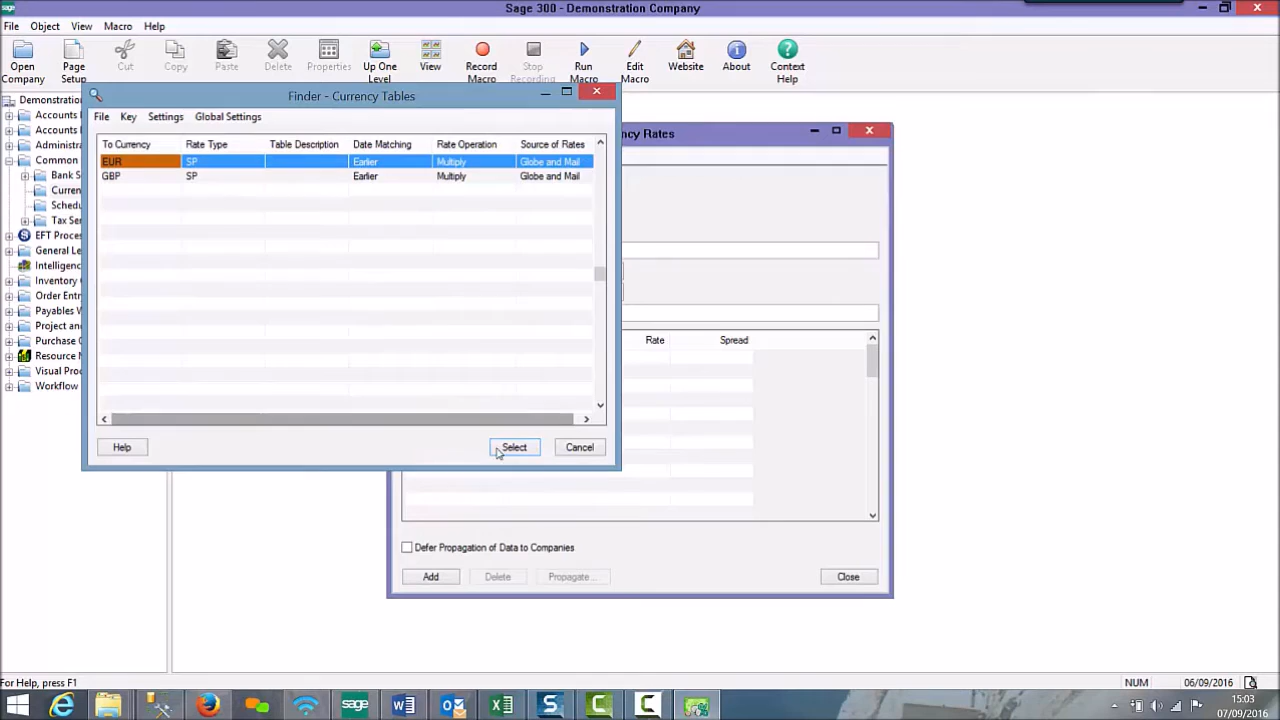 sage
Sage 300 - Demonstration Company
File Object View Macro Help
Open Company
Page Setup
Cut
Copy
Paste
Delete
Properties
Up One Level
View
Record Macro
Stop Recording
Run Macro
Edit Macro
Website
About
Context Help
Finder - Currency Tables
File Key Settings Global Settings
To Currency Rate Type Table Description Date Matching Rate Operation Source of Rates
EUR SP Earlier Multiply Globe and Mail
GBP SP Earlier Multiply Globe and Mail
Help Select Cancel
Demonstration
Accounts
Accounts
Administra
Common
Bank S
Curren
Schedu
Tax Se
EFT Proce
General Le
Intelligenc
Inventory
Order Entr
Payables W
Project an
Purchase
Resource
Visual Proc
Workflow
ncy Rates
Rate Spread
Defer Propagation of Data to Companies
Add Delete Propagate... Close
For Help, press F1
NUM 06/09/2016
sage
15:03
07/09/2016